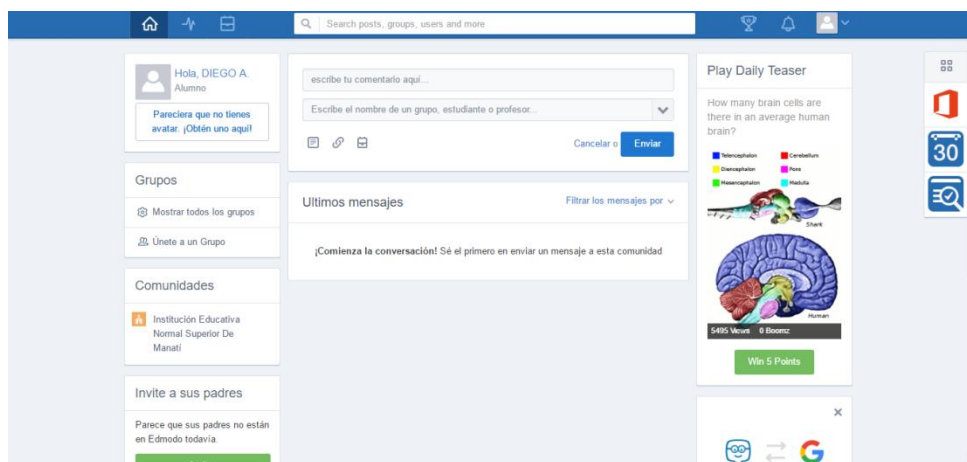 Search posts, groups, users and more
Hola, DIEGO A.
Alumno
Pareciera que no tienes
avatar. ¡Obtén uno aquí!
Grupos
Mostrar todos los grupos
Únete a un Grupo
Comunidades
Institución Educativa
Normal Superior De
Manatí
Invite a sus padres
Parece que sus padres no están
en Edmodo todavía.
escribe tu comentario aquí...
Escribe el nombre de un grupo, estudiante o profesor...
Cancelar o Enviar
Ultimos mensajes
Filtrar los mensajes por
¡Comienza la conversación! Sé el primero en enviar un mensaje a esta comunidad
Play Daily Teaser
How many brain cells are
there in an average human
brain?
Telencephalon Cerebellum
Diencephalon Pons
Mesencephalon Medulla
Shark
Human
5495 Views 0 Boomz
Win 5 Points
G
30